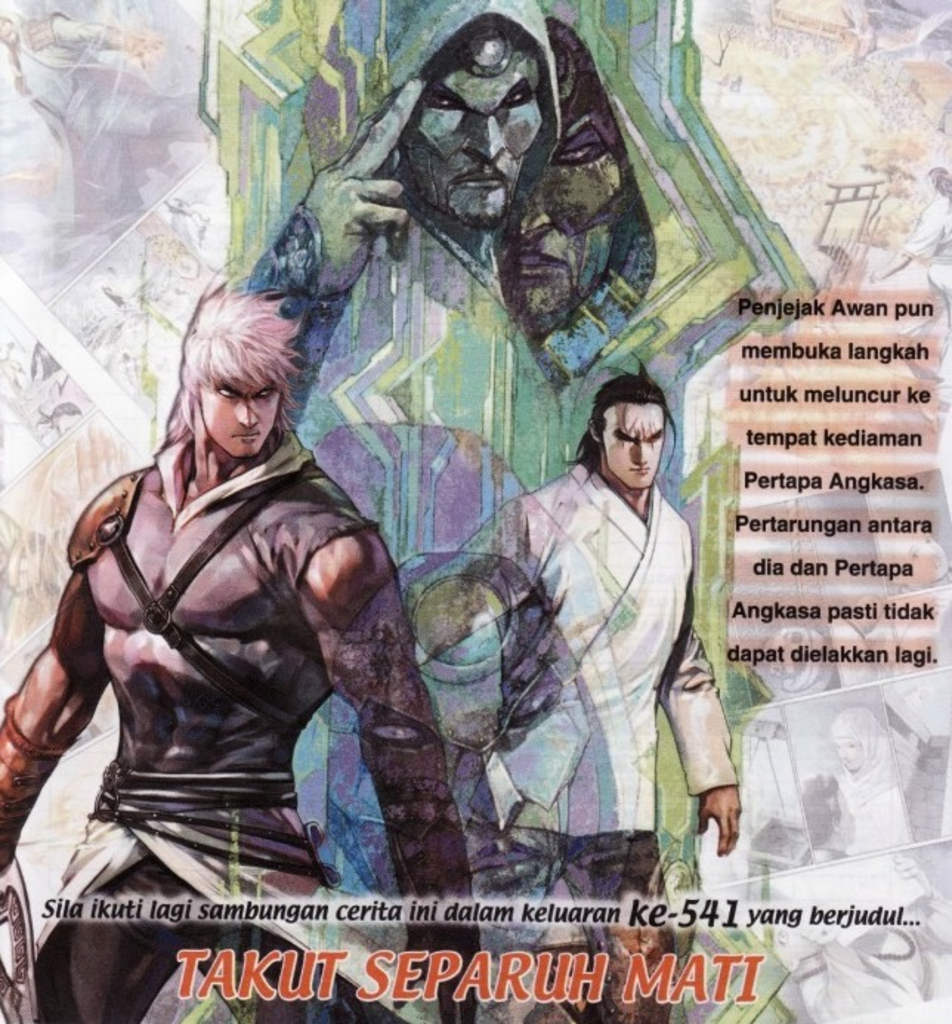 Penjejak Awan pun
membuka langkah
untuk meluncur ke
tempat kediaman
Pertapa Angkasa.
Pertarungan antara
dia dan Pertapa
Angkasa pasti tidak
dapat dielakkan lagi.
Sila ikuti lagi sambungan cerita ini dalam keluaran ke-541 yang berjudul...
TAKUT SEPARUH MATI